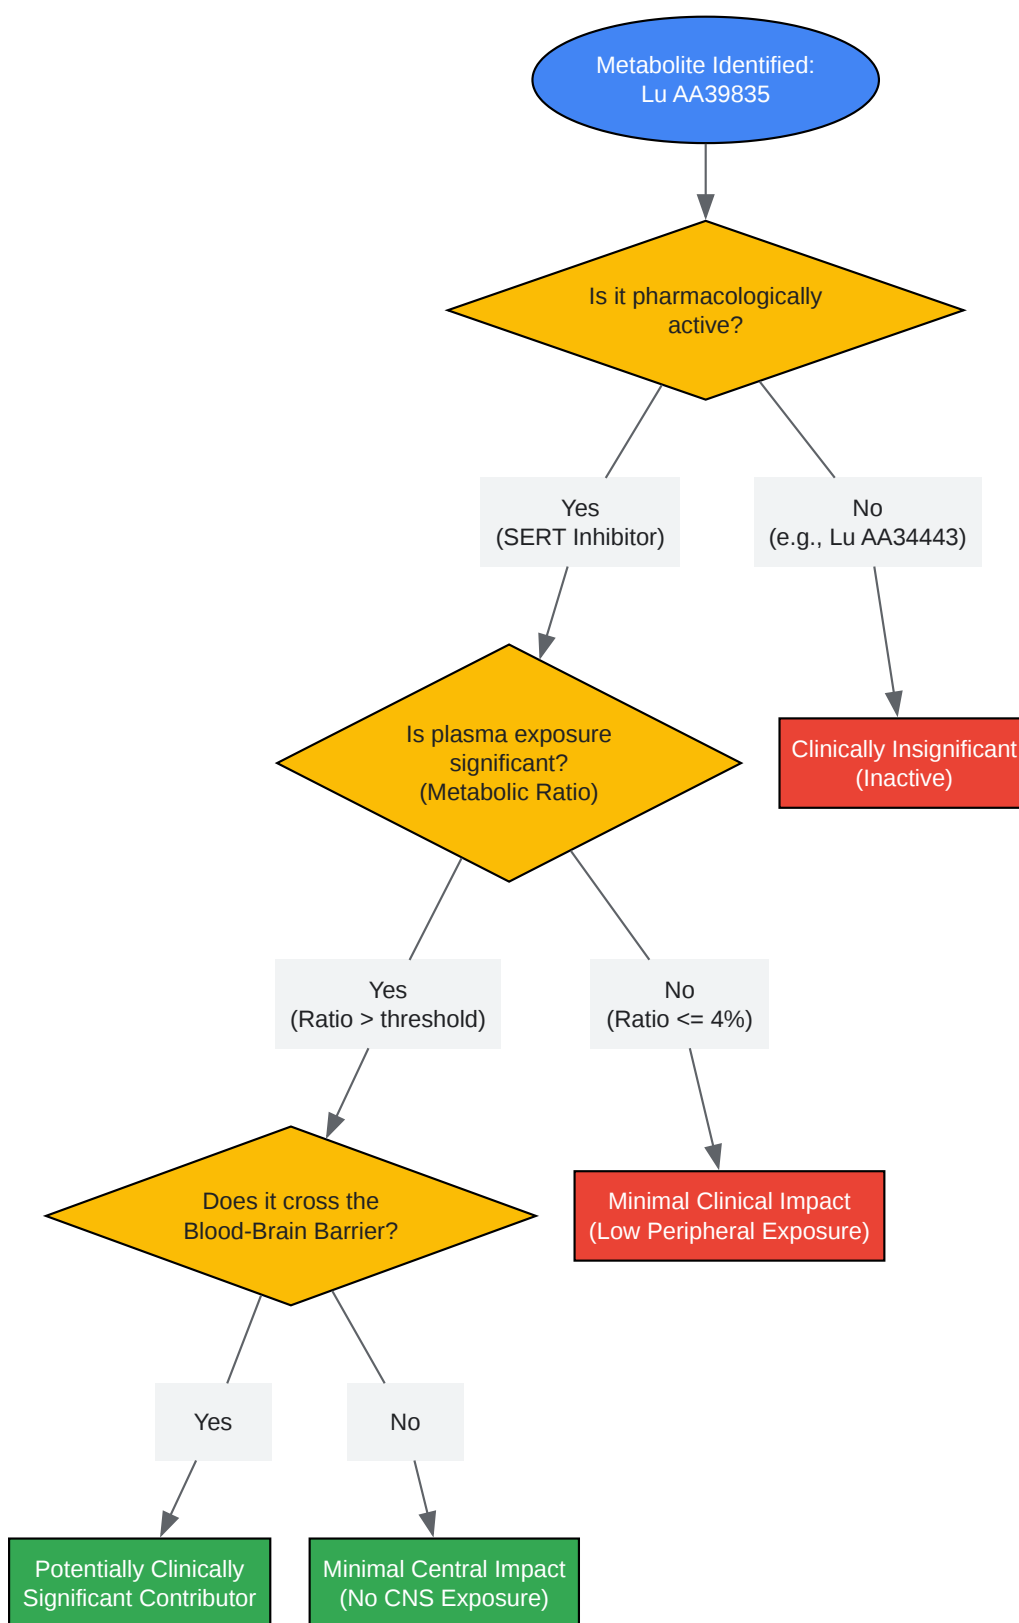 Metabolite Identified:
Lu AA39835
Is it pharmacologically
active?
Yes
(SERT Inhibitor)
No
(e.g., Lu AA34443)
Is plasma exposure
significant?
(Metabolic Ratio)
Clinically Insignificant
(Inactive)
Yes
(Ratio > threshold)
No
(Ratio <= 4%)
Does it cross the
Blood-Brain Barrier?
Minimal Clinical Impact
(Low Peripheral Exposure)
Yes
No
Potentially Clinically
Significant Contributor
Minimal Central Impact
(No CNS Exposure)